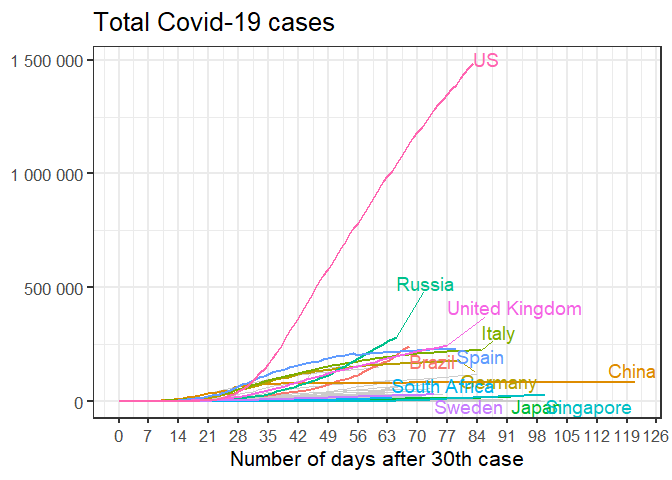 Total Covid-19 cases
1 500 000
1 000 000
500 000
0
US
Russia
United Kingdom
Italy
Spain
Brazil
China
South Africa
Germany
Sweden
Japan
Singapore
0 7 14 21 28 35 42 49 56 63 70 77 84 91 98 105 112 119 126
Number of days after 30th case